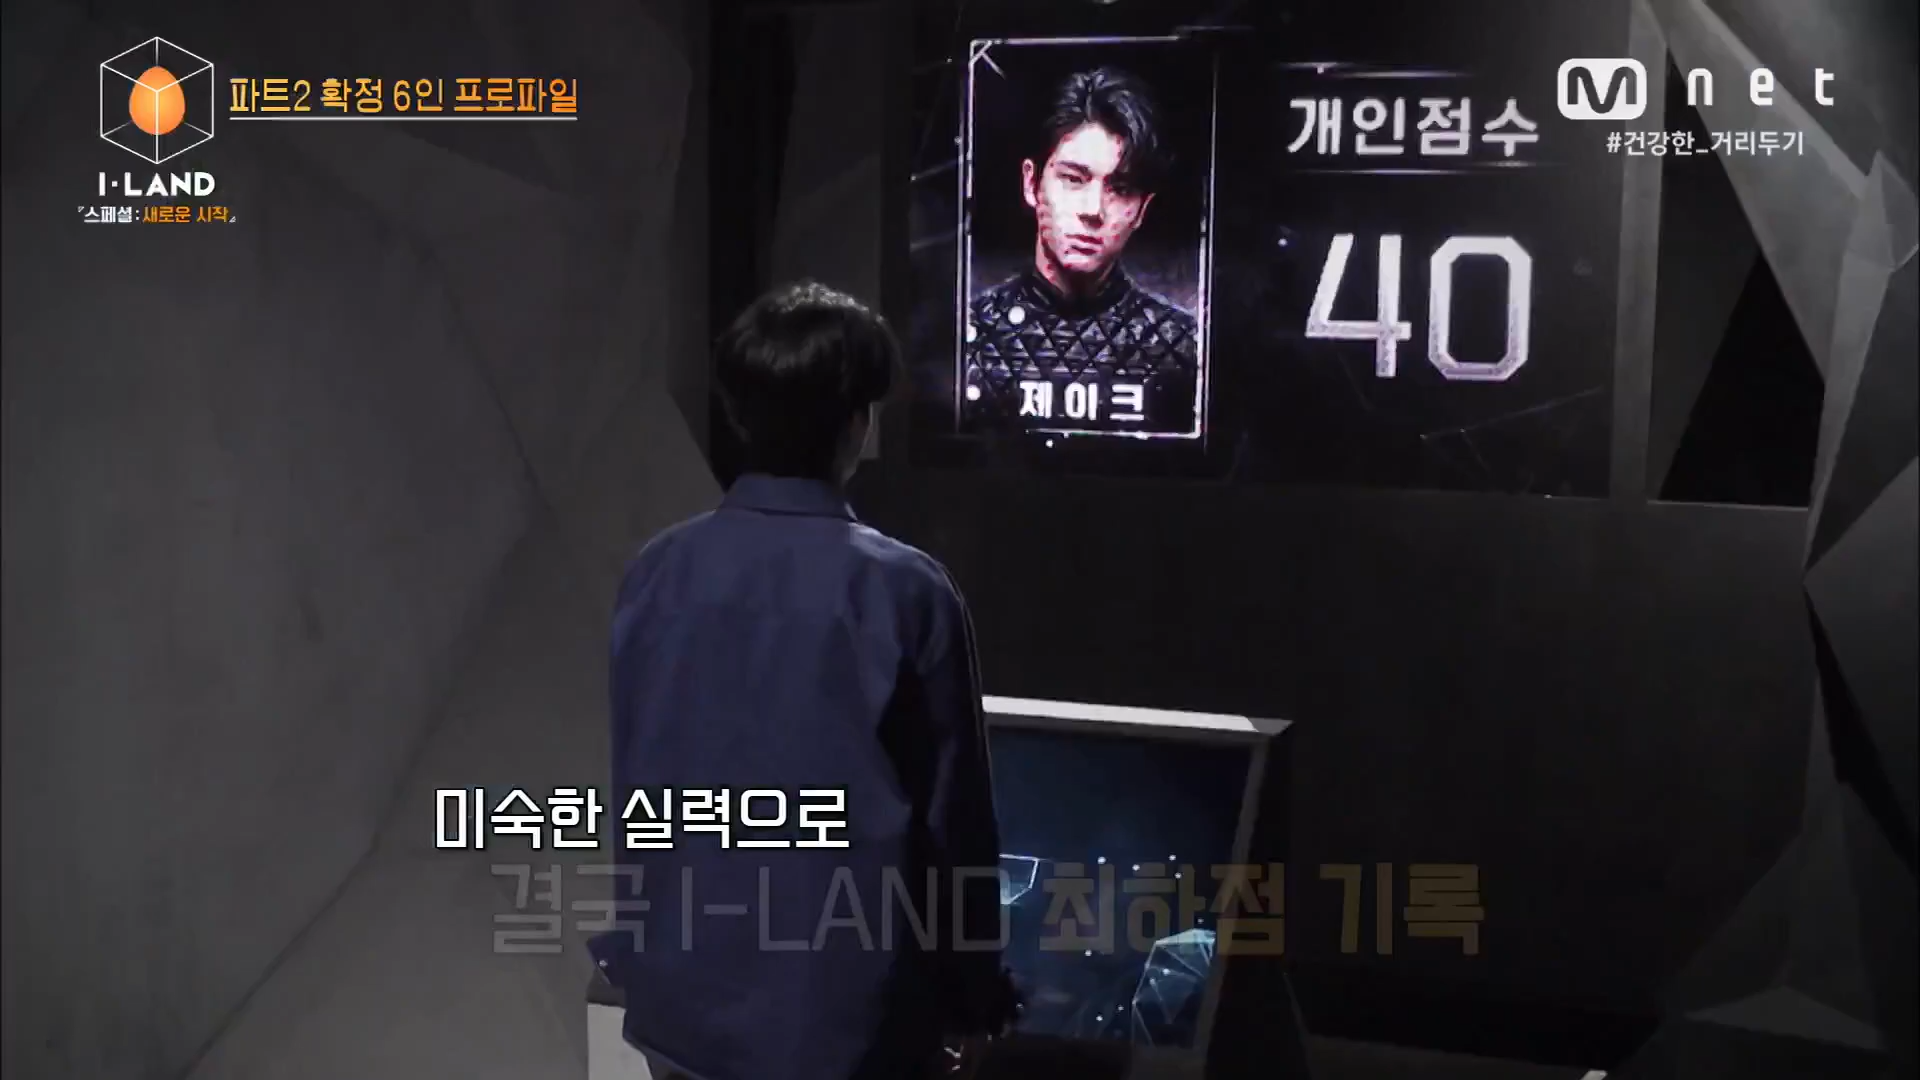 파트2 확정 6인 프로파일
I·LAND
『스페셜 : 새로운 시작』
M net
#건강한_거리두기
개인점수
40
제이크
미숙한 실력으로
결국 I-LAND 최하점 기록